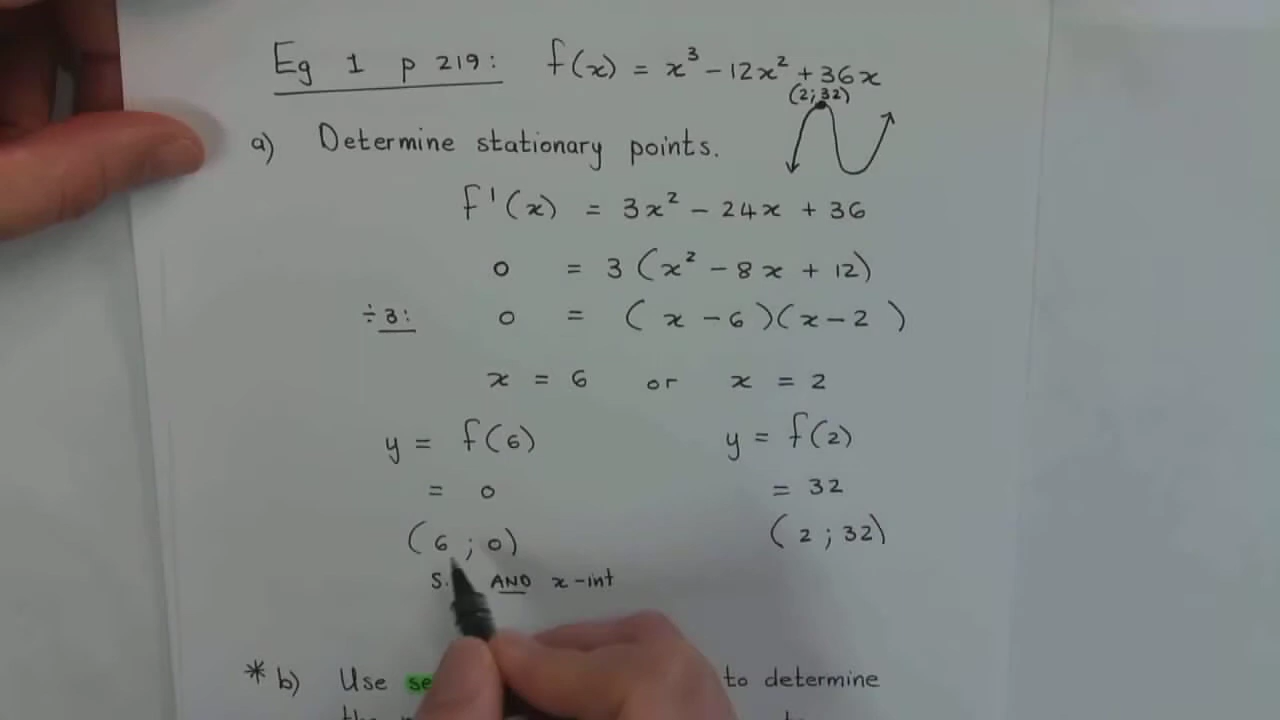 Eg 1 p 219: f(x) = x³ - 12x² + 36x
(2;32)
a) Determine stationary points.
f'(x) = 3x² - 24x + 36
0 = 3(x² - 8x + 12)
÷3: 0 = (x - 6)(x - 2)
x = 6 or x = 2
y = f(6) y = f(2)
= 0 = 32
(6;0) (2;32)
AND x-int
* b) Use to determine